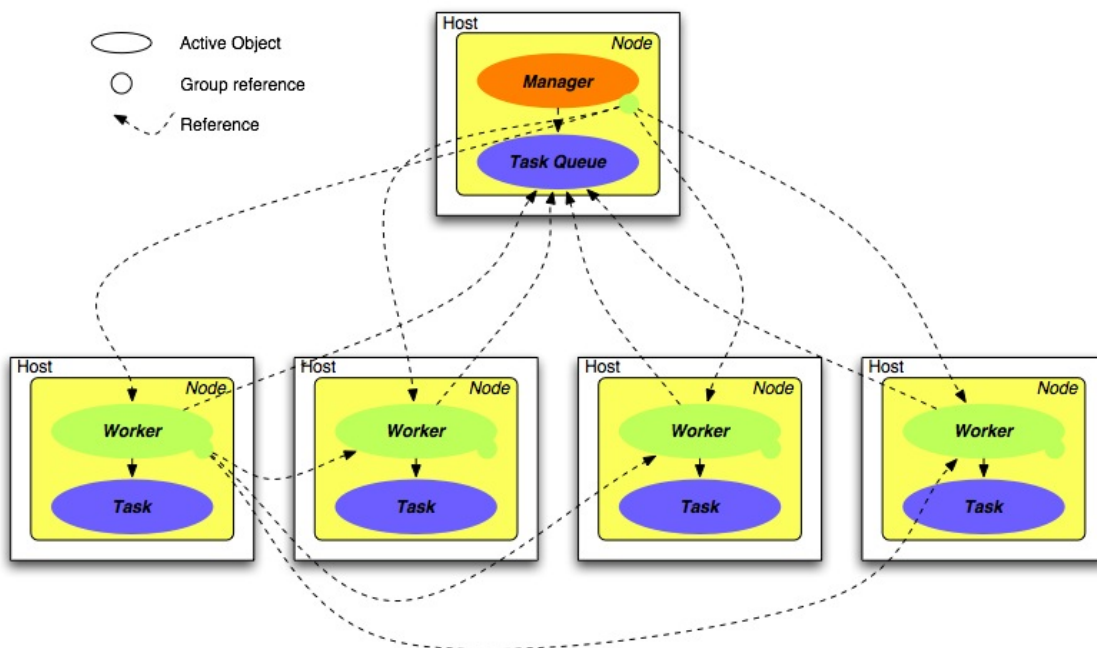 Active Object
Group reference
Reference
Host
Node
Manager
Task Queue
Host
Node
Worker
Task
Host
Node
Worker
Task
Host
Node
Worker
Task
Host
Node
Worker
Task